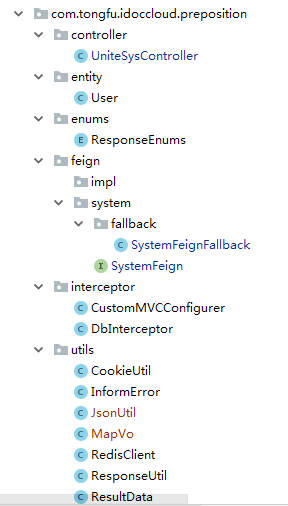 com.tongfu.idoccloud.preposition
controller
C UniteSysController
entity
C User
enums
E ResponseEnums
feign
impl
system
fallback
C SystemFeignFallback
I SystemFeign
interceptor
C CustomMVCConfigurer
C DbInterceptor
utils
C CookieUtil
C InformError
C JsonUtil
C MapVo
C RedisClient
C ResponseUtil
C ResultData